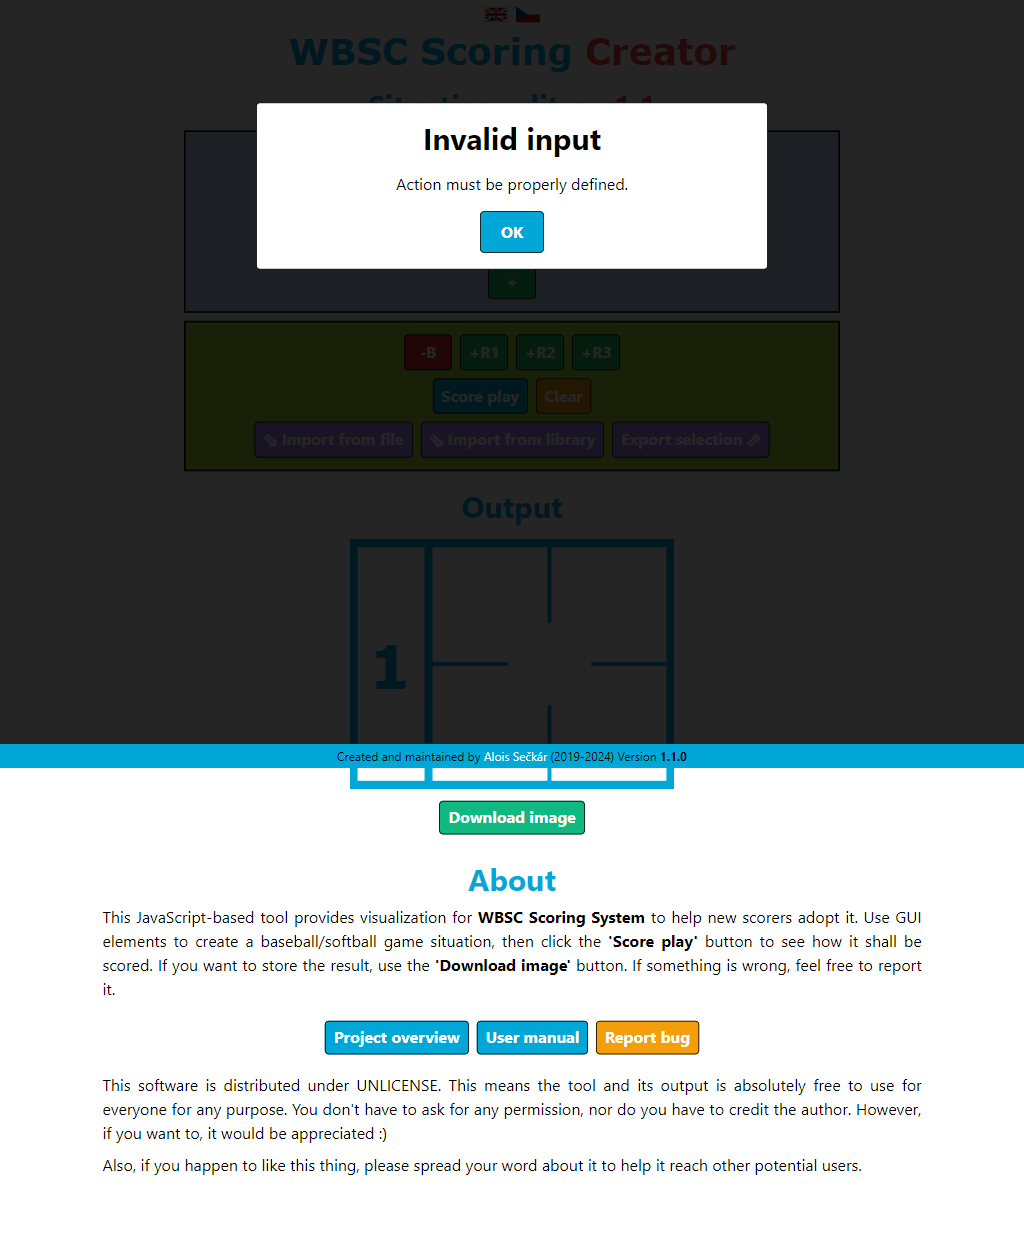 WBSC Scoring Creator
Invalid input
Action must be properly defined.
OK
+
-B +R1 +R2 +R3
Score play Clear
⇘ Import from file ⇘ Import from library Export selection ⇗
Output
1
Created and maintained by Alois Sečkár (2019-2024) Version 1.1.0
Download image
About
This JavaScript-based tool provides visualization for WBSC Scoring System to help new scorers adopt it. Use GUI
elements to create a baseball/softball game situation, then click the 'Score play' button to see how it shall be
scored. If you want to store the result, use the 'Download image' button. If something is wrong, feel free to report
it.
Project overview User manual Report bug
This software is distributed under UNLICENSE. This means the tool and its output is absolutely free to use for
everyone for any purpose. You don't have to ask for any permission, nor do you have to credit the author. However,
if you want to, it would be appreciated :)
Also, if you happen to like this thing, please spread your word about it to help it reach other potential users.